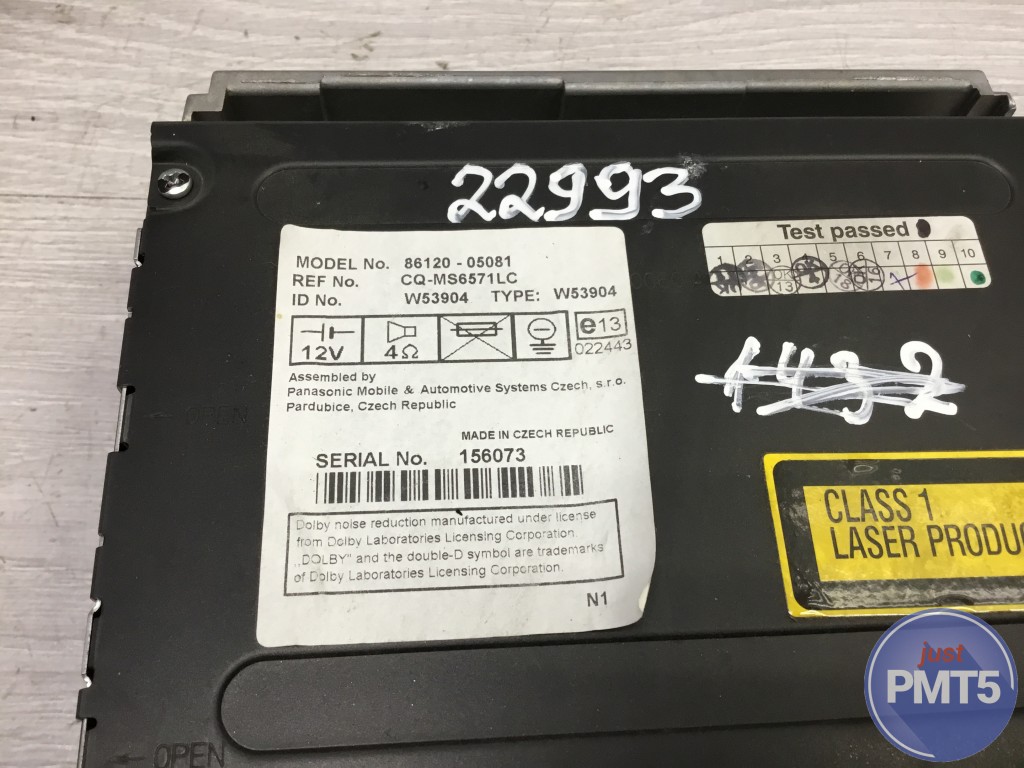 22993
Test passed
1 2 3 4 5 6 7 8 9 10
MODEL No. 86120 - 05081
REF No. CQ-MS6571LC
ID No. W53904 TYPE: W53904
12V 4Ω e13
022443
Assembled by
Panasonic Mobile & Automotive Systems Czech, s.r.o.
Pardubice, Czech Republic
MADE IN CZECH REPUBLIC
SERIAL No. 156073
Dolby noise reduction manufactured under license
from Dolby Laboratories Licensing Corporation.
„DOLBY" and the double-D symbol are trademarks
of Dolby Laboratories Licensing Corporation.
N1
CLASS 1
LASER PRODU
OPEN
OPEN
just
PMT5